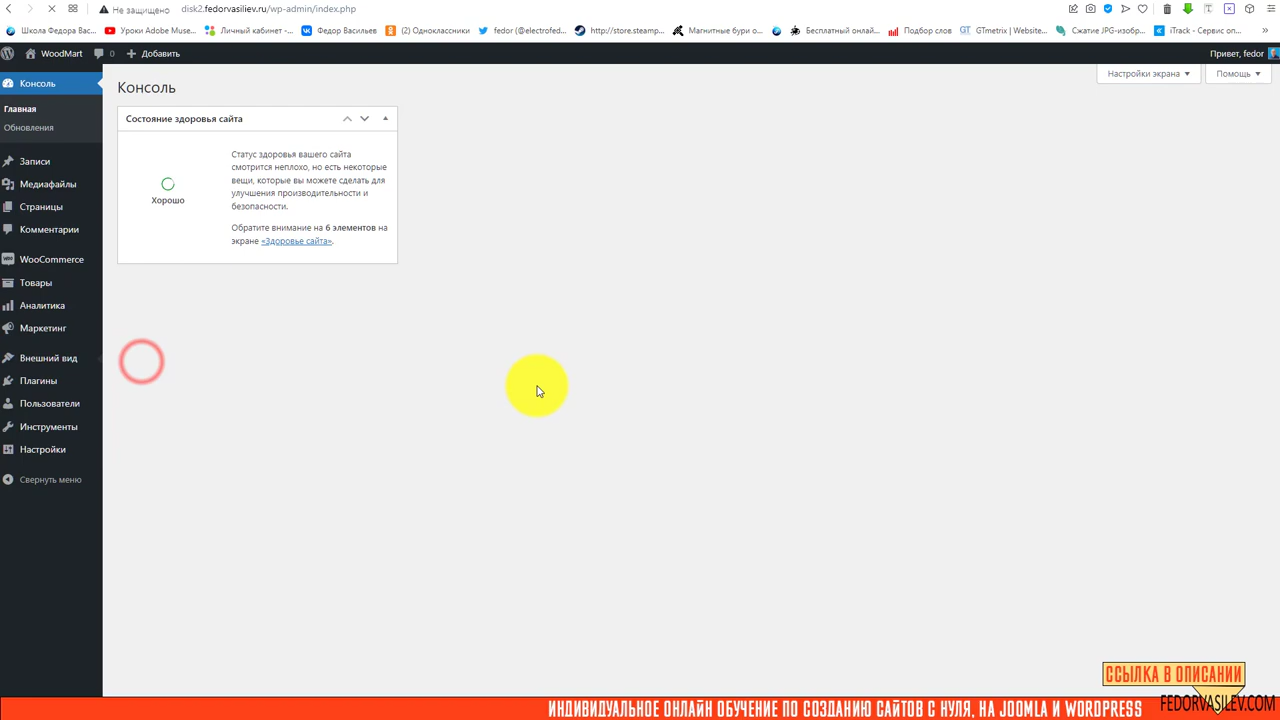 Не защищено disk2.fedorvasiliev.ru/wp-admin/index.php
Школа Федора Вас... Уроки Adobe Muse... Личный кабинет -... Федор Васильев (2) Одноклассники fedor (@electrofed... http://store.steamp... Магнитные бури о... Бесплатный онлай... Подбор слов GTmetrix | Website... Сжатие JPG-изобр... iTrack - Сервис оп...
WoodMart 0 Добавить Привет, fedor
Консоль
Главная
Обновления
Записи
Медиафайлы
Страницы
Комментарии
WooCommerce
Товары
Аналитика
Маркетинг
Внешний вид
Плагины
Пользователи
Инструменты
Настройки
Свернуть меню
Настройки экрана Помощь
Консоль
Состояние здоровья сайта
Хорошо
Статус здоровья вашего сайта
смотрится неплохо, но есть некоторые
вещи, которые вы можете сделать для
улучшения производительности и
безопасности.
Обратите внимание на 6 элементов на
экране «Здоровье сайта».
ССЫЛКА В ОПИСАНИИ
ИНДИВИДУАЛЬНОЕ ОНЛАЙН ОБУЧЕНИЕ ПО СОЗДАНИЮ САЙТОВ С НУЛЯ, НА JOOMLA И WORDPRESS
FEDORVASILEV.COM